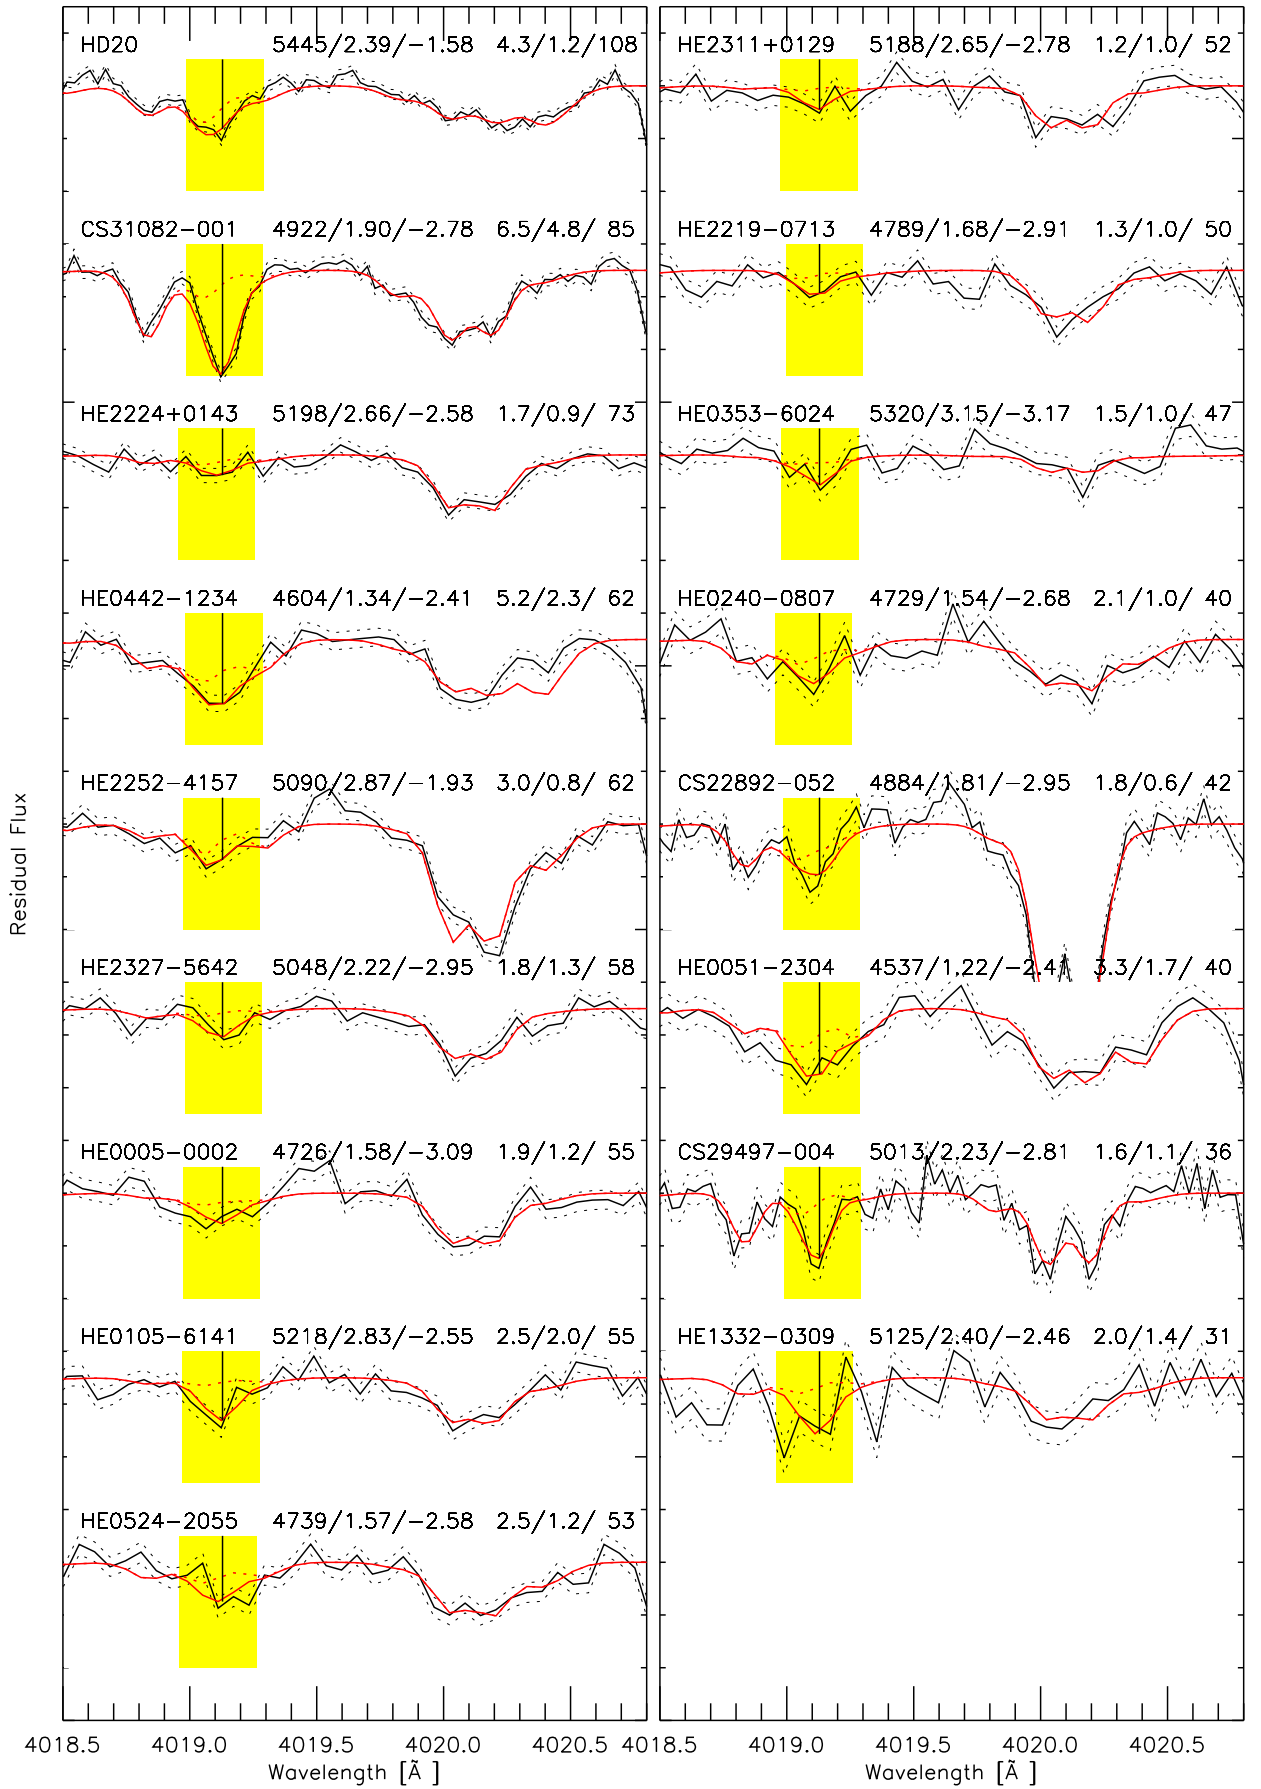 HD20 5445/2.39/−1.58 4.3/1.2/108
CS31082−001 4922/1.90/−2.78 6.5/4.8/ 85
HE2224+0143 5198/2.66/−2.58 1.7/0.9/ 73
HE0442−1234 4604/1.34/−2.41 5.2/2.3/ 62
HE2252−4157 5090/2.87/−1.93 3.0/0.8/ 62
HE2327−5642 5048/2.22/−2.95 1.8/1.3/ 58
HE0005−0002 4726/1.58/−3.09 1.9/1.2/ 55
HE0105−6141 5218/2.83/−2.55 2.5/2.0/ 55
HE0524−2055 4739/1.57/−2.58 2.5/1.2/ 53
HE2311+0129 5188/2.65/−2.78 1.2/1.0/ 52
HE2219−0713 4789/1.68/−2.91 1.3/1.0/ 50
HE0353−6024 5320/3.15/−3.17 1.5/1.0/ 47
HE0240−0807 4729/1.54/−2.68 2.1/1.0/ 40
CS22892−052 4884/1.81/−2.95 1.8/0.6/ 42
HE0051−2304 4537/1.22/−2.41 3.3/1.7/ 40
CS29497−004 5013/2.23/−2.81 1.6/1.1/ 36
HE1332−0309 5125/2.40/−2.46 2.0/1.4/ 31
Residual Flux
4018.5 4019.0 4019.5 4020.0 4020.5 4018.5 4019.0 4019.5 4020.0 4020.5
Wavelength [Ã ] Wavelength [Ã ]